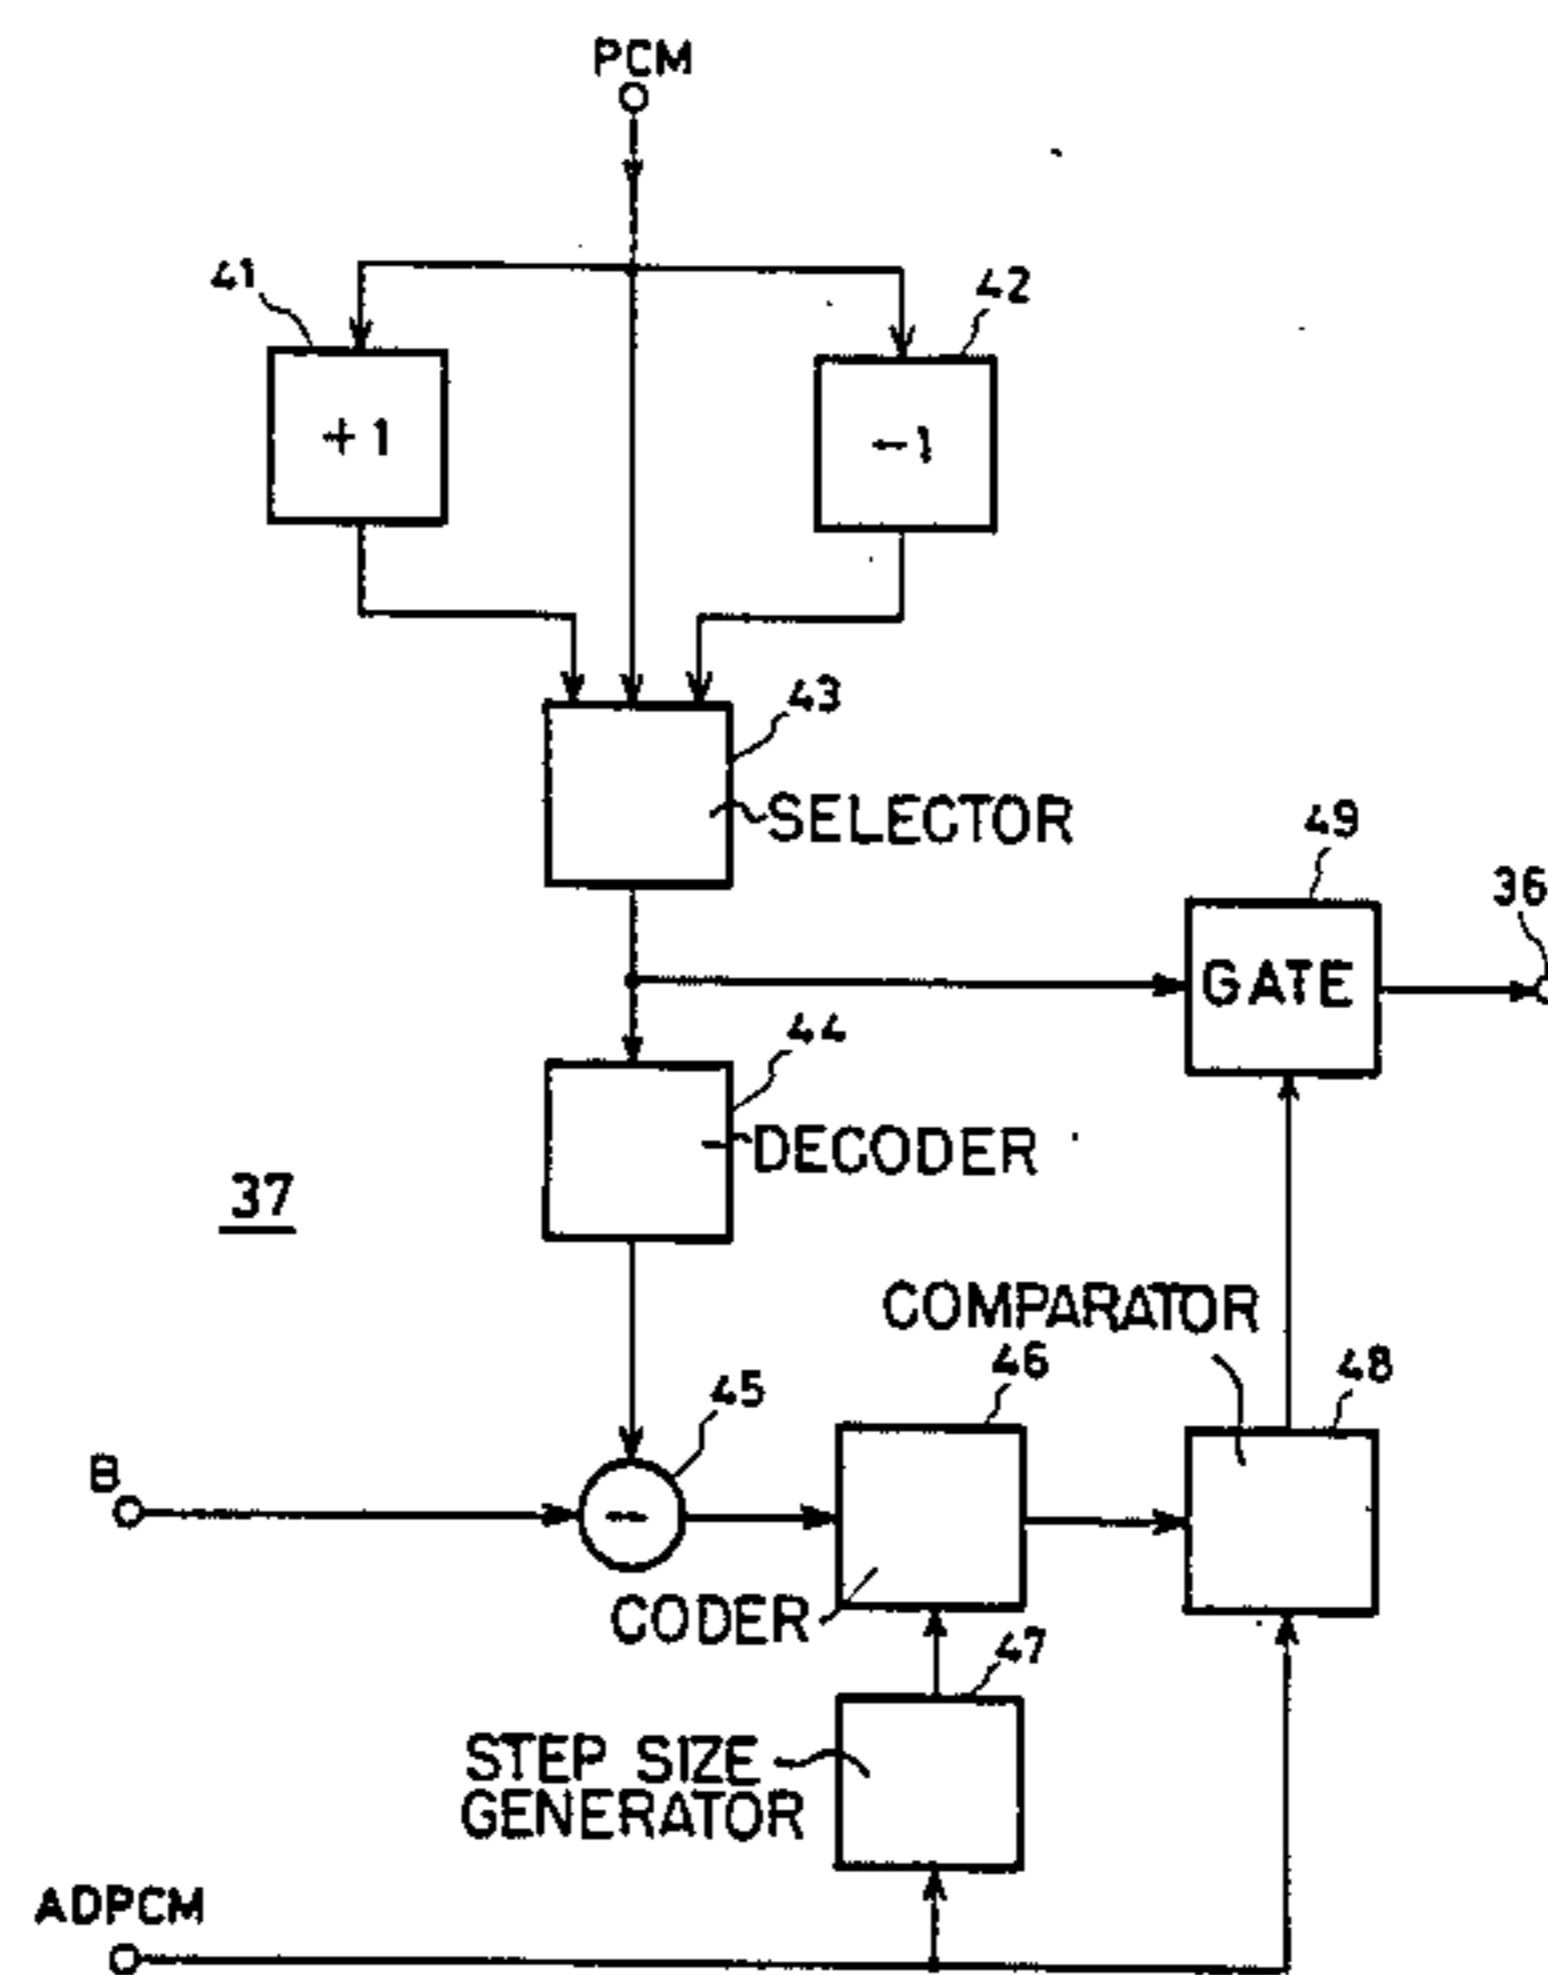 PCM
41
42
+1
-1
43
SELECTOR
49
36
GATE
44
DECODER
37
COMPARATOR
46
48
45
B
CODER
47
STEP SIZE
GENERATOR
ADPCM